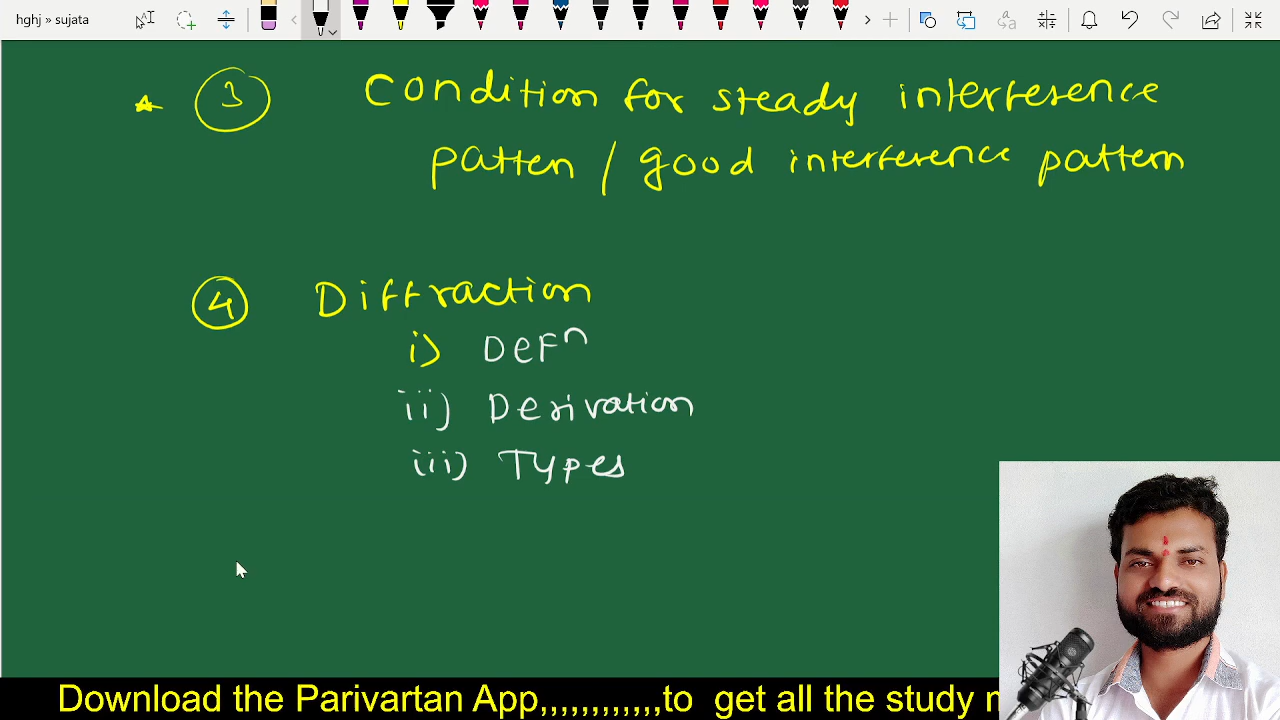 hghj » sujata
3 Condition for steady interference
patten / good interference pattern
4 Diffraction
i) DeFn
ii) Derivation
iii) Types
Download the Parivartan App,,,,,,,,,,,,to get all the study